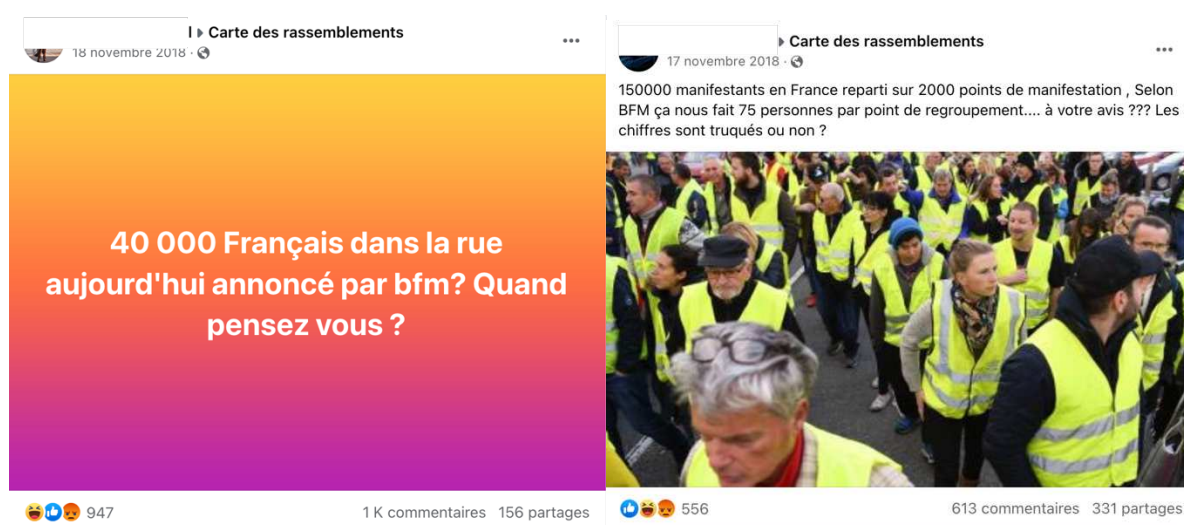 l ▸ Carte des rassemblements
18 novembre 2018
40 000 Français dans la rue
aujourd'hui annoncé par bfm? Quand
pensez vous ?
947
1 K commentaires 156 partages
▸ Carte des rassemblements
17 novembre 2018
150000 manifestants en France reparti sur 2000 points de manifestation , Selon
BFM ça nous fait 75 personnes par point de regroupement.... à votre avis ??? Les
chiffres sont truqués ou non ?
556
613 commentaires 331 partages